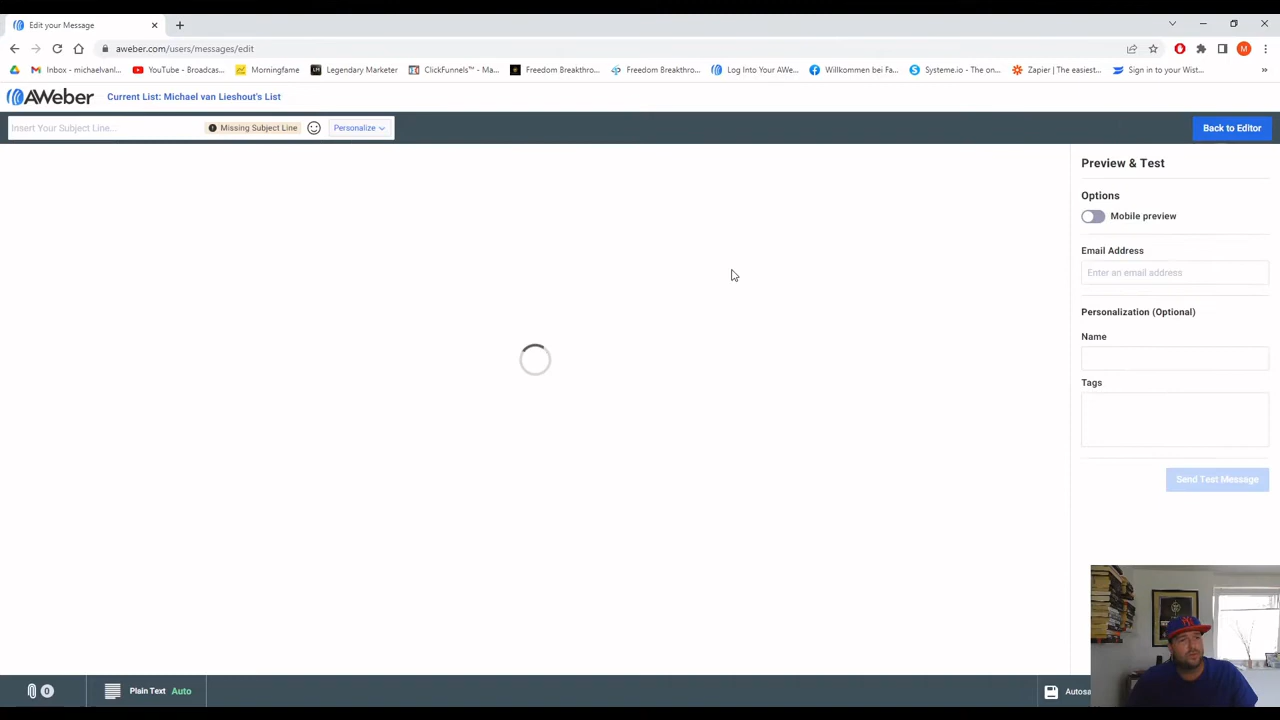 Edit your Message
aweber.com/users/messages/edit
M
Inbox - michaelvanl...
YouTube - Broadcas...
Morningfame
Legendary Marketer
ClickFunnels™ - Ma...
Freedom Breakthro...
Freedom Breakthro...
Log Into Your AWe...
Willkommen bei Fa...
Systeme.io - The on...
Zapier | The easiest...
Sign in to your Wist...
»
AWeber
Current List: Michael van Lieshout's List
Insert Your Subject Line...
Missing Subject Line
Personalize
Back to Editor
Preview & Test
Options
Mobile preview
Email Address
Enter an email address
Personalization (Optional)
Name
Tags
Send Test Message
0
Plain Text Auto
Autosa